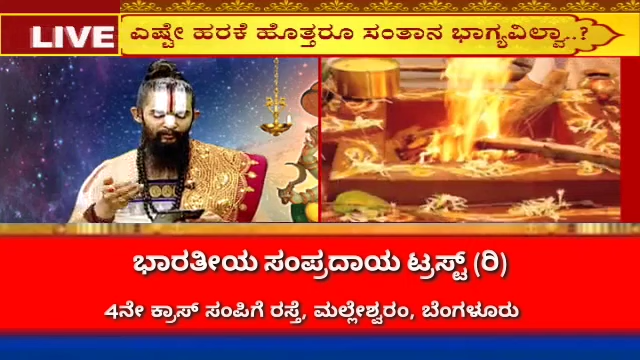 LIVE
ಎಷ್ಟೇ ಹರಕೆ ಹೊತ್ತರೂ ಸಂತಾನ ಭಾಗ್ಯವಿಲ್ವಾ..?
ಭಾರತೀಯ ಸಂಪ್ರದಾಯ ಟ್ರಸ್ಟ್ (ರಿ)
4ನೇ ಕ್ರಾಸ್ ಸಂಪಿಗೆ ರಸ್ತೆ, ಮಲ್ಲೇಶ್ವರಂ, ಬೆಂಗಳೂರು